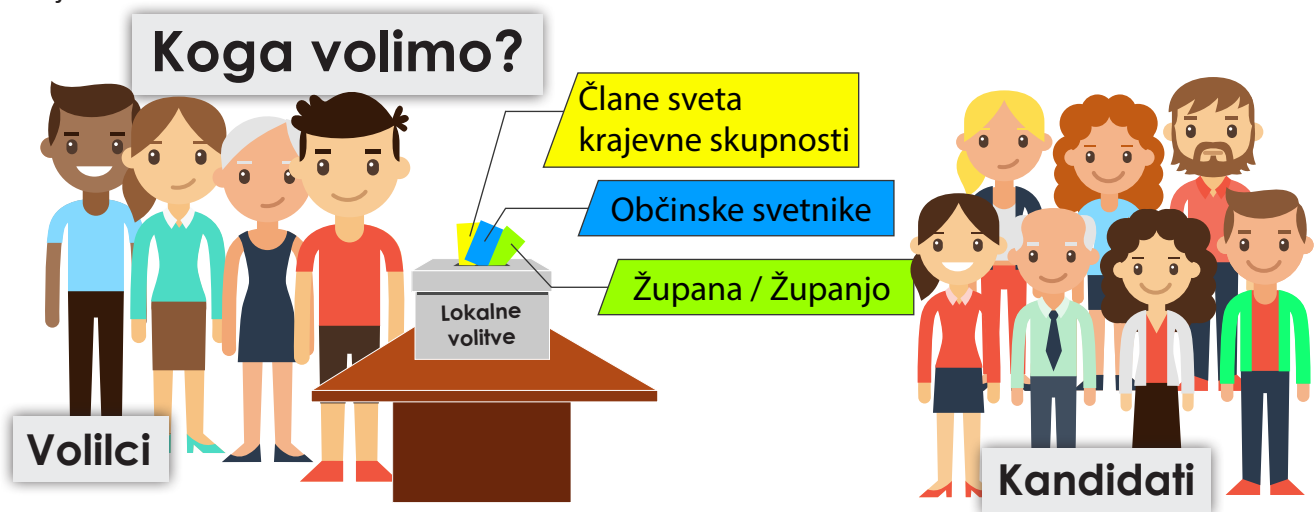 Koga volimo?
Člane sveta
krajevne skupnosti
Občinske svetnike
Župana / Županjo
Lokalne
volitve
Volilci
Kandidati